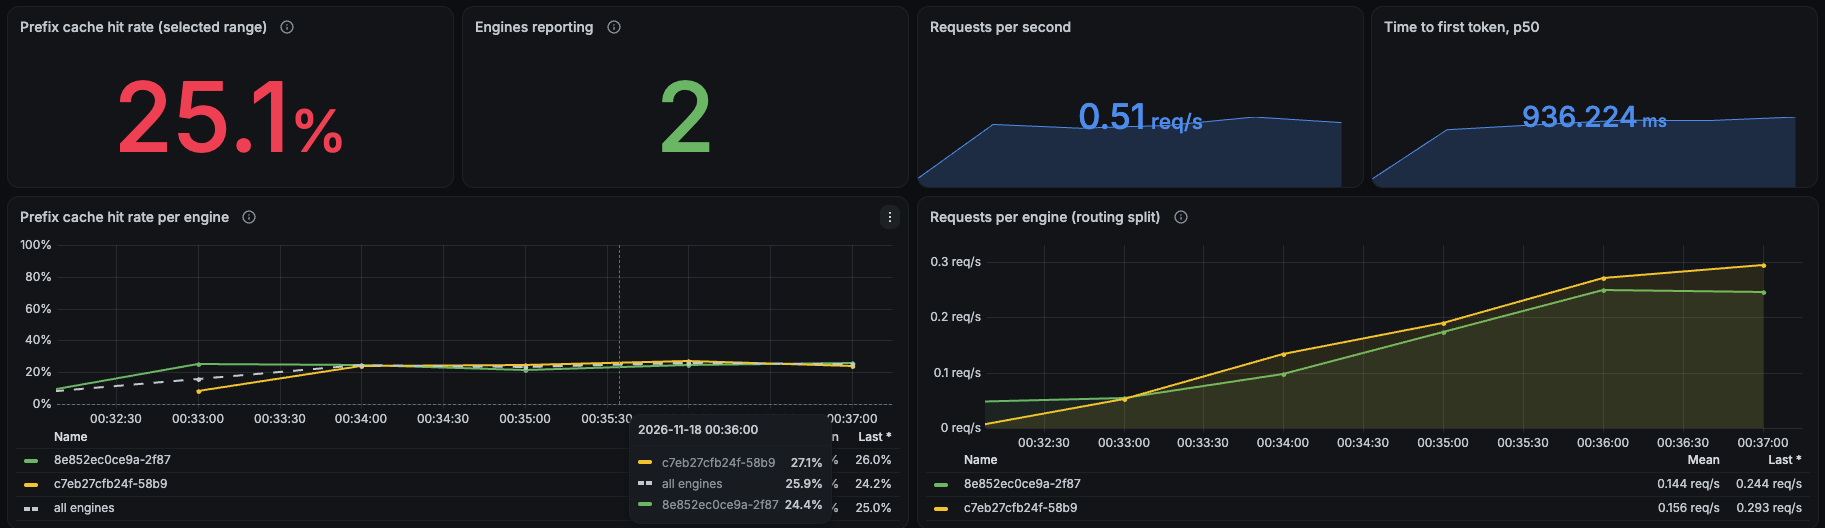 Prefix cache hit rate (selected range)
25.1%
Engines reporting
2
Requests per second
0.51 req/s
Time to first token, p50
936.224 ms
Prefix cache hit rate per engine
100%
80%
60%
40%
20%
0%
00:32:30 00:33:00 00:33:30 00:34:00 00:34:30 00:35:00 00:35:30 00:37:00
Name Last *
8e852ec0ce9a-2f87 % 26.0%
c7eb27cfb24f-58b9 % 24.2%
all engines % 25.0%
2026-11-18 00:36:00
c7eb27cfb24f-58b9 27.1%
all engines 25.9%
8e852ec0ce9a-2f87 24.4%
Requests per engine (routing split)
0.3 req/s
0.2 req/s
0.1 req/s
0 req/s
00:32:30 00:33:00 00:33:30 00:34:00 00:34:30 00:35:00 00:35:30 00:36:00 00:36:30 00:37:00
Name Mean Last *
8e852ec0ce9a-2f87 0.144 req/s 0.244 req/s
c7eb27cfb24f-58b9 0.156 req/s 0.293 req/s